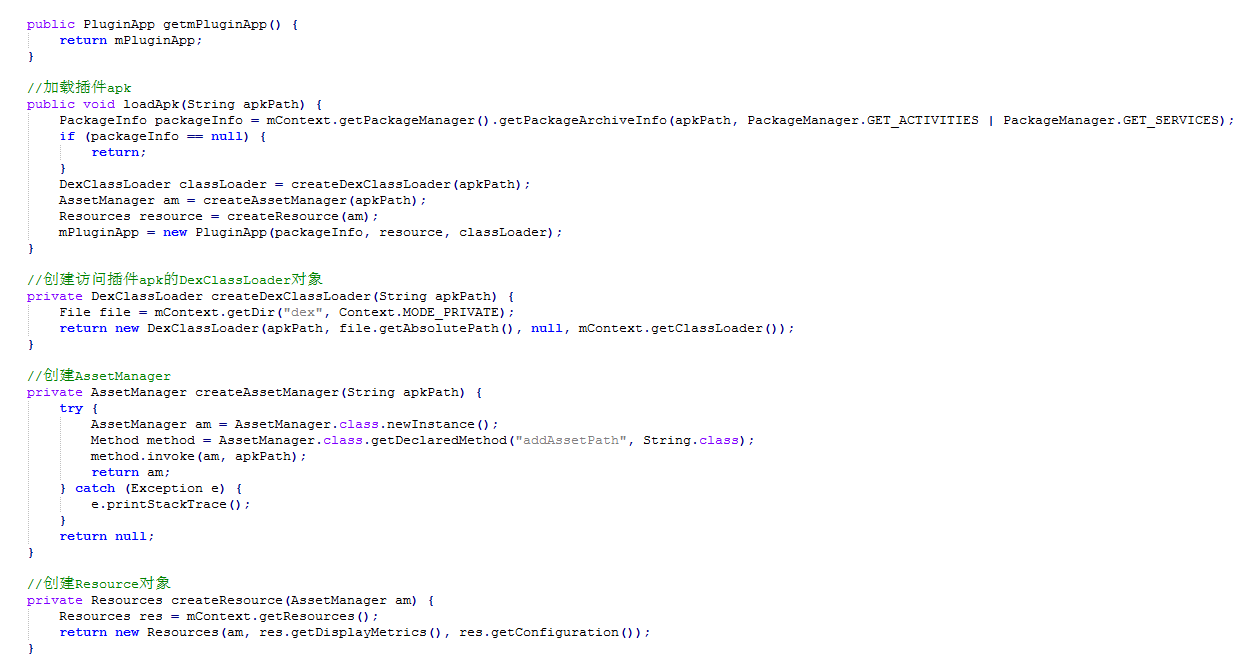 public PluginApp getmPluginApp() {
    return mPluginApp;
}
//加载插件apk
public void loadApk(String apkPath) {
    PackageInfo packageInfo = mContext.getPackageManager().getPackageArchiveInfo(apkPath, PackageManager.GET_ACTIVITIES | PackageManager.GET_SERVICES);
    if (packageInfo == null) {
        return;
    }
    DexClassLoader classLoader = createDexClassLoader(apkPath);
    AssetManager am = createAssetManager(apkPath);
    Resources resource = createResource(am);
    mPluginApp = new PluginApp(packageInfo, resource, classLoader);
}
//创建访问插件apk的DexClassLoader对象
private DexClassLoader createDexClassLoader(String apkPath) {
    File file = mContext.getDir("dex", Context.MODE_PRIVATE);
    return new DexClassLoader(apkPath, file.getAbsolutePath(), null, mContext.getClassLoader());
}
//创建AssetManager
private AssetManager createAssetManager(String apkPath) {
    try {
        AssetManager am = AssetManager.class.newInstance();
        Method method = AssetManager.class.getDeclaredMethod("addAssetPath", String.class);
        method.invoke(am, apkPath);
        return am;
    } catch (Exception e) {
        e.printStackTrace();
    }
    return null;
}
//创建Resource对象
private Resources createResource(AssetManager am) {
    Resources res = mContext.getResources();
    return new Resources(am, res.getDisplayMetrics(), res.getConfiguration());
}